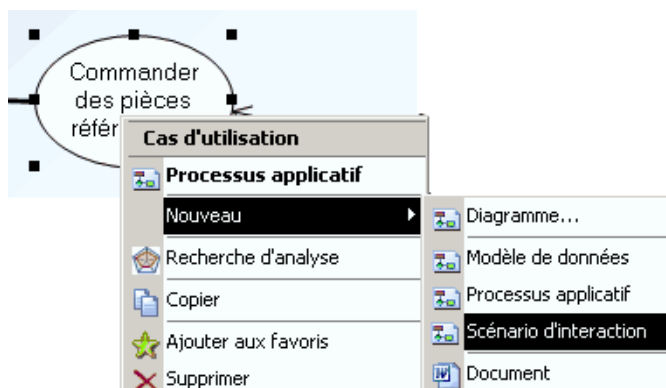 Commander
des pièces
Cas d'utilisation
Processus applicatif
Nouveau
Recherche d'analyse
Copier
Ajouter aux favoris
Supprimer
Diagramme...
Modèle de données
Processus applicatif
Scénario d'interaction
Document